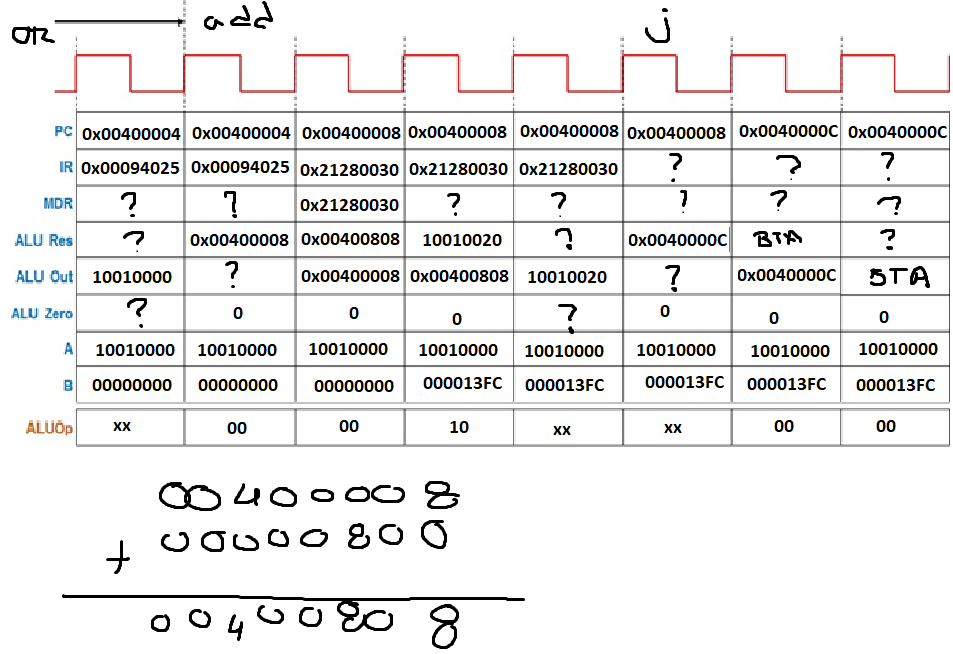 OR add j
PC 0x00400004 0x00400004 0x00400008 0x00400008 0x00400008 0x00400008 0x0040000C 0x0040000C
IR 0x00094025 0x00094025 0x21280030 0x21280030 0x21280030 ? ? ?
MDR ? ? 0x21280030 ? ? ? ? ?
ALU Res ? 0x00400008 0x00400808 10010020 ? 0x0040000C BTA ?
ALU Out 10010000 ? 0x00400008 0x00400808 10010020 ? 0x0040000C STA
ALU Zero ? 0 0 0 ? 0 0 0
A 10010000 10010000 10010000 10010000 10010000 10010000 10010000 10010000
B 00000000 00000000 00000000 000013FC 000013FC 000013FC 000013FC 000013FC
ALUOp xx 00 00 10 xx xx 00 00
00400008
+ 00000800
00400808